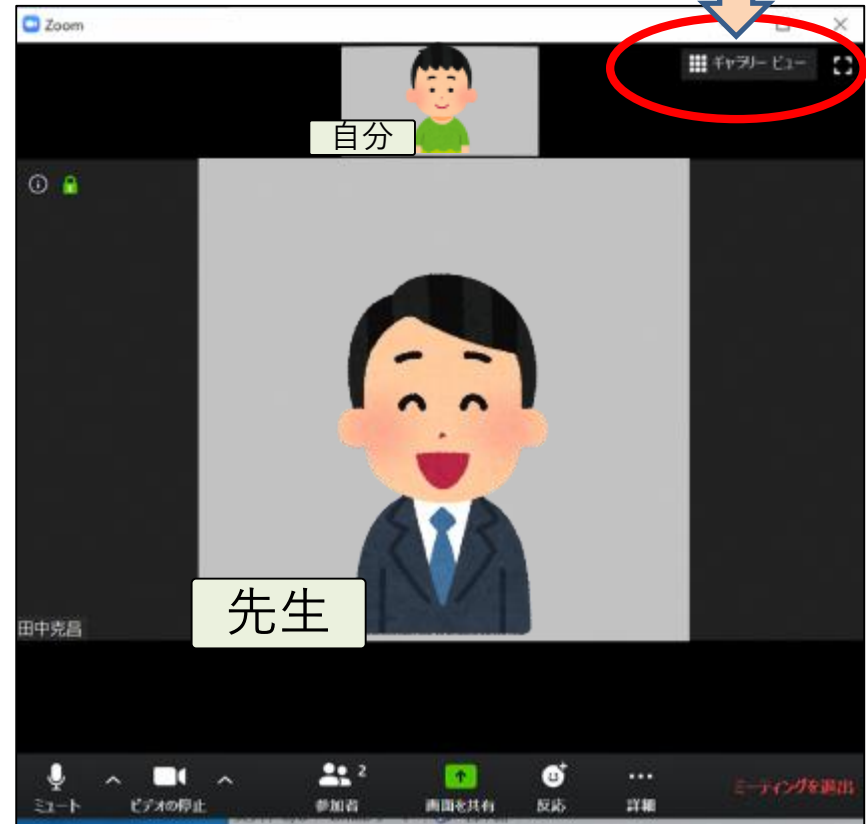 Zoom
ギャラリー ビュー
自分
先生
田中克昌
2
ミュート
ビデオの停止
参加者
画面を共有
反応
詳細
ミーティングを退出